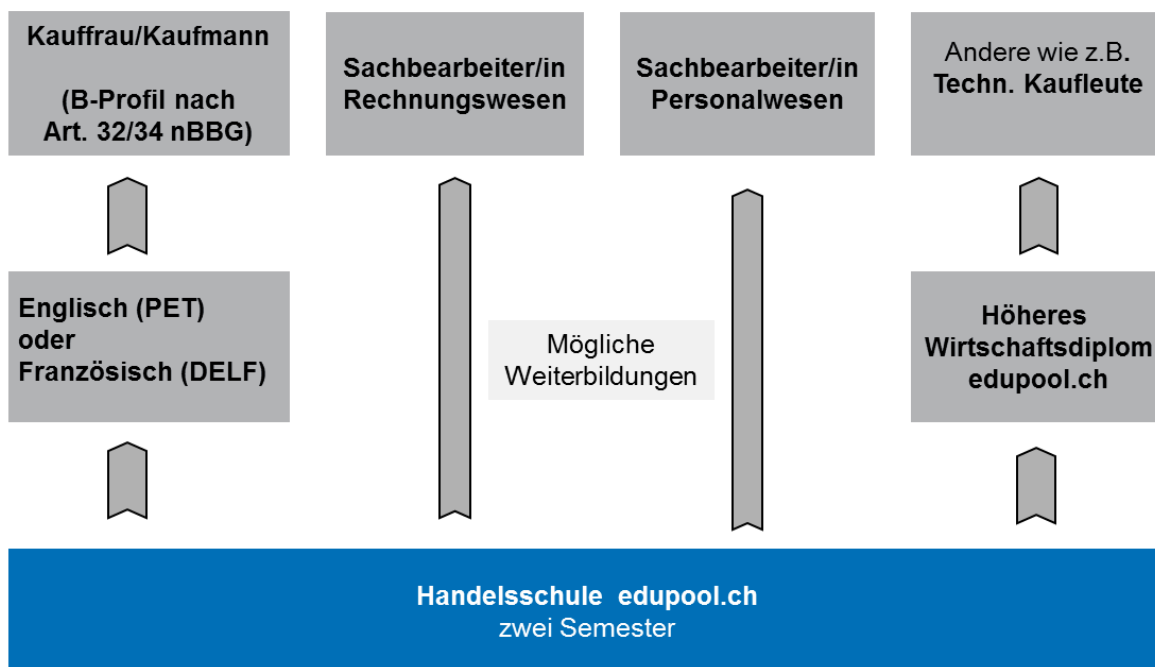 Kauffrau/Kaufmann
(B-Profil nach
Art. 32/34 nBBG)
Sachbearbeiter/in
Rechnungswesen
Sachbearbeiter/in
Personalwesen
Andere wie z.B.
Techn. Kaufleute
Englisch (PET)
oder
Französisch (DELF)
Mögliche
Weiterbildungen
Höheres
Wirtschaftsdiplom
edupool.ch
Handelsschule edupool.ch
zwei Semester